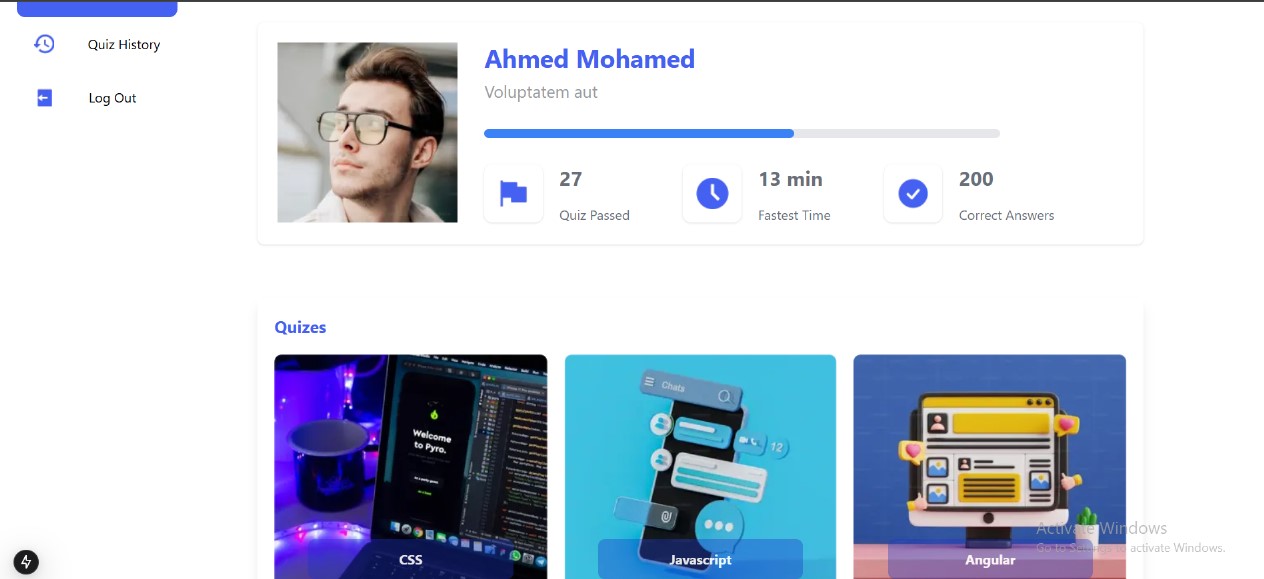 Quiz History
Log Out
Ahmed Mohamed
Voluptatem aut
27
Quiz Passed
13 min
Fastest Time
200
Correct Answers
Quizes
Welcome
to Pyro.
CSS
Chats
12
Javascript
Angular
Activate Windows
Go to Settings to activate Windows.